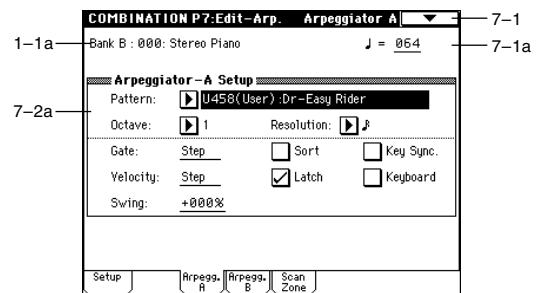 COMBINATION P7:Edit-Arp. Arpeggiator A 7-1
1-1a Bank B : 000: Stereo Piano ♩ = 064 7-1a
Arpeggiator-A Setup
7-2a Pattern: U458(User):Dr-Easy Rider
Octave: 1 Resolution: ♪
Gate: Step Sort Key Sync.
Velocity: Step Latch Keyboard
Swing: +000%
Setup Arpegg. A Arpegg. B Scan Zone